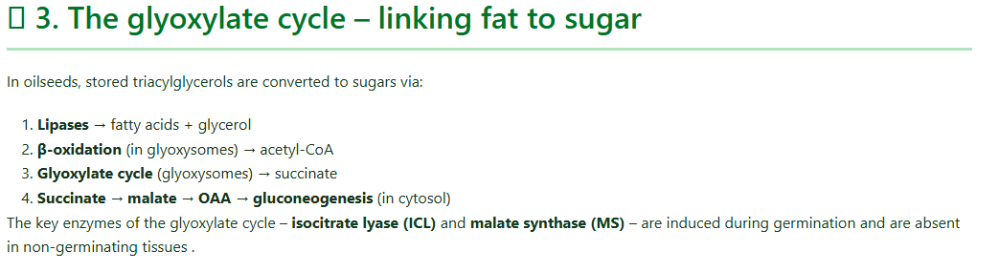 3. The glyoxylate cycle – linking fat to sugar
In oilseeds, stored triacylglycerols are converted to sugars via:
1. Lipases → fatty acids + glycerol
2. β-oxidation (in glyoxysomes) → acetyl-CoA
3. Glyoxylate cycle (glyoxysomes) → succinate
4. Succinate → malate → OAA → gluconeogenesis (in cytosol)
The key enzymes of the glyoxylate cycle – isocitrate lyase (ICL) and malate synthase (MS) – are induced during germination and are absent
in non-germinating tissues .